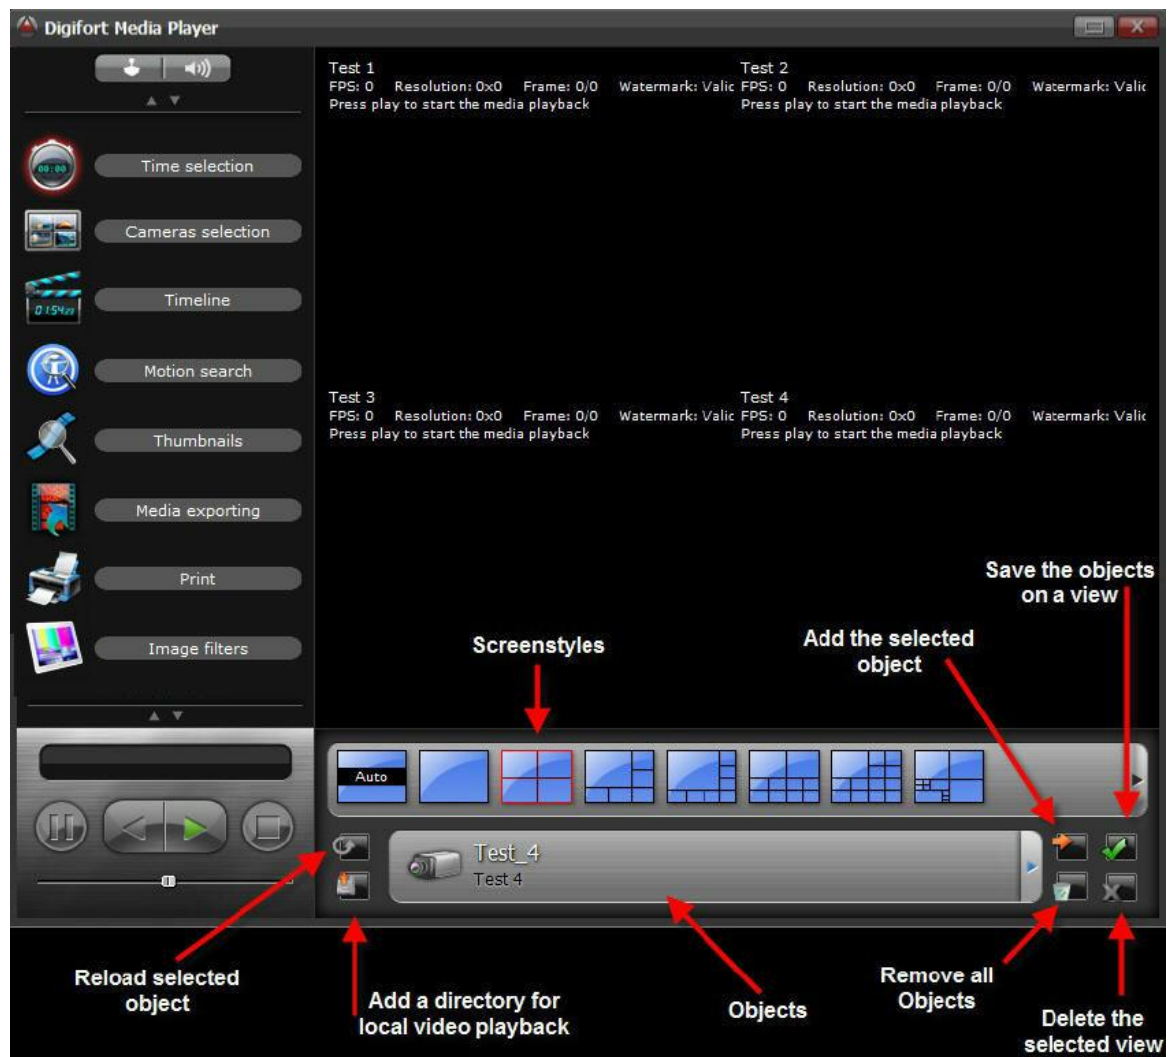 Digifort Media Player
Test 1
FPS: 0 Resolution: 0x0 Frame: 0/0 Watermark: Valic
Press play to start the media playback
Test 2
FPS: 0 Resolution: 0x0 Frame: 0/0 Watermark: Valic
Press play to start the media playback
00:00
Time selection
Cameras selection
Timeline
Motion search
Thumbnails
Media exporting
Print
Image filters
Test 3
FPS: 0 Resolution: 0x0 Frame: 0/0 Watermark: Valic
Press play to start the media playback
Test 4
FPS: 0 Resolution: 0x0 Frame: 0/0 Watermark: Valic
Press play to start the media playback
Save the objects
on a view
Add the selected
object
Screenstyles
Auto
Test_4
Test 4
Reload selected
object
Add a directory for
local video playback
Objects
Remove all
Objects
Delete the
selected view